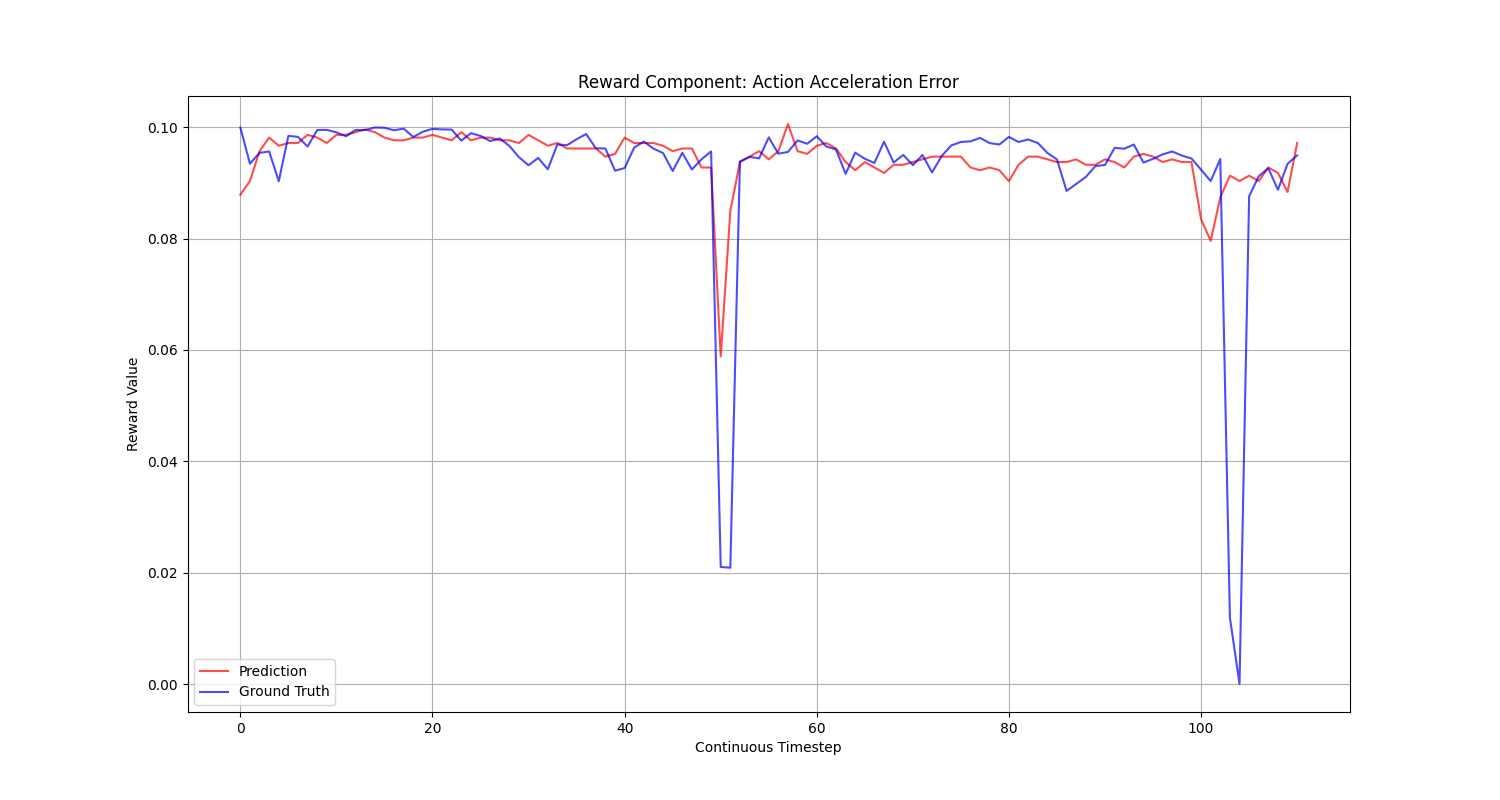 Reward Component: Action Acceleration Error
Reward Value
0.10
0.08
0.06
0.04
0.02
0.00
Prediction
Ground Truth
0 20 40 60 80 100
Continuous Timestep